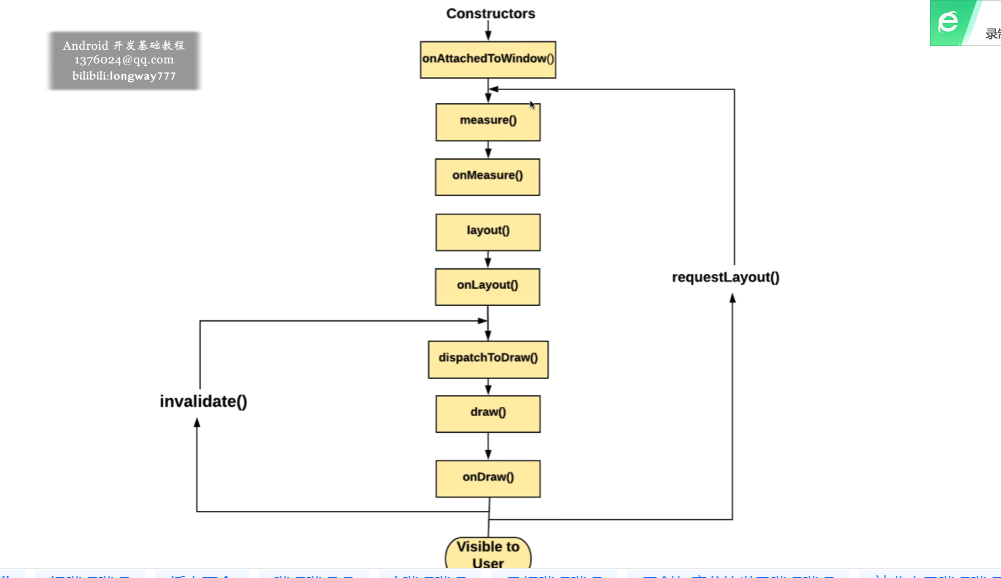 Constructors
Android 开发基础教程
1376024@qq.com
bilibili:longway777
录制
onAttachedToWindow()
measure()
onMeasure()
layout()
onLayout()
requestLayout()
dispatchToDraw()
invalidate()
draw()
onDraw()
Visible to
User